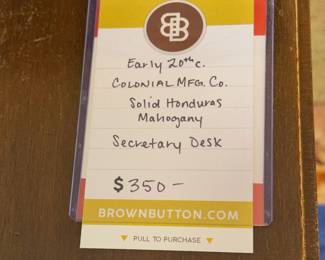 BB
Early 20th c.
COLONIAL MFG. CO.
Solid Honduras
Mahogany
Secretary Desk
$350-
BROWNBUTTON.COM
▼ PULL TO PURCHASE ▼